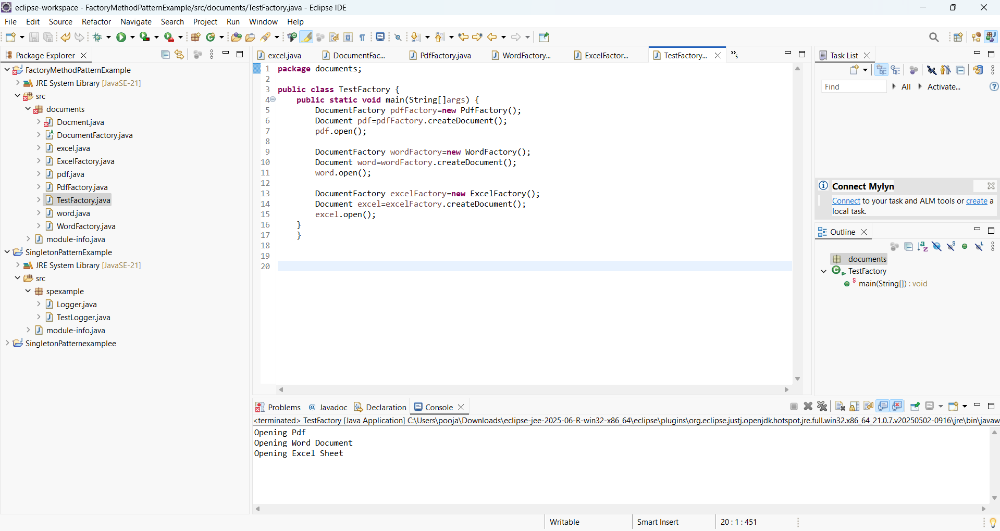 eclipse-workspace - FactoryMethodPatternExample/src/documents/TestFactory.java - Eclipse IDE
File Edit Source Refactor Navigate Search Project Run Window Help
Package Explorer
FactoryMethodPatternExample
JRE System Library [JavaSE-21]
src
documents
Docment.java
DocumentFactory.java
excel.java
ExcelFactory.java
pdf.java
PdfFactory.java
TestFactory.java
word.java
WordFactory.java
module-info.java
SingletonPatternExample
JRE System Library [JavaSE-21]
src
spexample
Logger.java
TestLogger.java
module-info.java
SingletonPatternexamplee
excel.java DocumentFac... PdfFactory.java WordFactory... ExcelFactor... TestFactory... »5
1 package documents;
2
3 public class TestFactory {
4 public static void main(String[]args) {
5 DocumentFactory pdfFactory=new PdfFactory();
6 Document pdf=pdfFactory.createDocument();
7 pdf.open();
8
9 DocumentFactory wordFactory=new WordFactory();
10 Document word=wordFactory.createDocument();
11 word.open();
12
13 DocumentFactory excelFactory=new ExcelFactory();
14 Document excel=excelFactory.createDocument();
15 excel.open();
16 }
17 }
18
19
20
Task List
Find All Activate...
Connect Mylyn
Connect to your task and ALM tools or create a
local task.
Outline
documents
TestFactory
main(String[]) : void
Problems @ Javadoc Declaration Console
<terminated> TestFactory [Java Application] C:\Users\pooja\Downloads\eclipse-jee-2025-06-R-win32-x86_64\eclipse\plugins\org.eclipse.justj.openjdk.hotspot.jre.full.win32.x86_64_21.0.7.v20250502-0916\jre\bin\javaw
Opening Pdf
Opening Word Document
Opening Excel Sheet
Writable Smart Insert 20 : 1 : 451